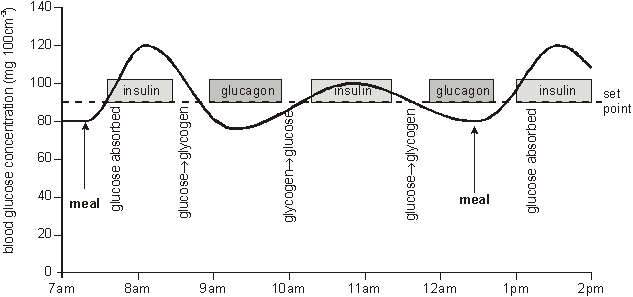 blood glucose concentration (mg 100cm⁻³)
140
120
100
80
60
40
20
0
insulin
glucagon
insulin
glucagon
insulin
set
point
meal
glucose absorbed
glucose→glycogen
glycogen→glucose
glucose→glycogen
meal
glucose absorbed
7am
8am
9am
10am
11am
12am
1pm
2pm